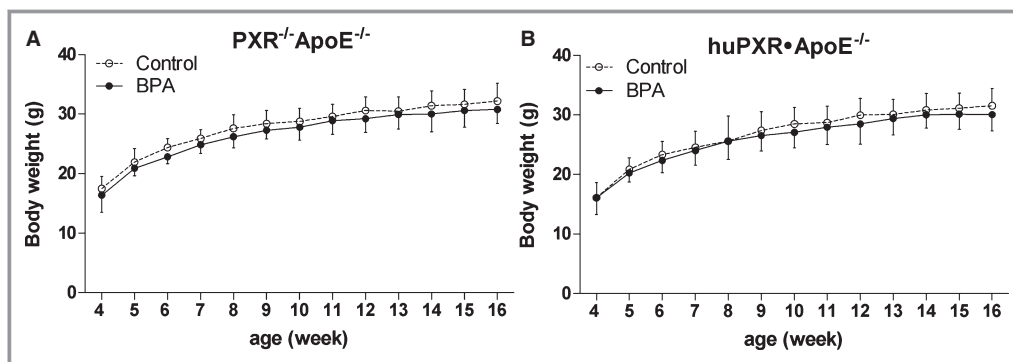 A
PXR-/-ApoE-/-
Control
BPA
Body weight (g)
40
30
20
10
0
4 5 6 7 8 9 10 11 12 13 14 15 16
age (week)
B
huPXR•ApoE-/-
Control
BPA
Body weight (g)
40
30
20
10
0
4 5 6 7 8 9 10 11 12 13 14 15 16
age (week)